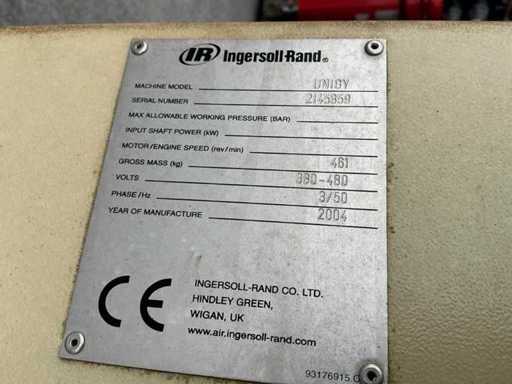 IR Ingersoll-Rand®
MACHINE MODEL UNIGY
SERIAL NUMBER 2145959
MAX ALLOWABLE WORKING PRESSURE (BAR)
INPUT SHAFT POWER (kW)
MOTOR/ENGINE SPEED (rev/min)
GROSS MASS (kg) 461
VOLTS 380-480
PHASE/Hz 3/50
YEAR OF MANUFACTURE 2004
CE
INGERSOLL-RAND CO. LTD.
HINDLEY GREEN,
WIGAN, UK
www.air.ingersoll-rand.com
93176915